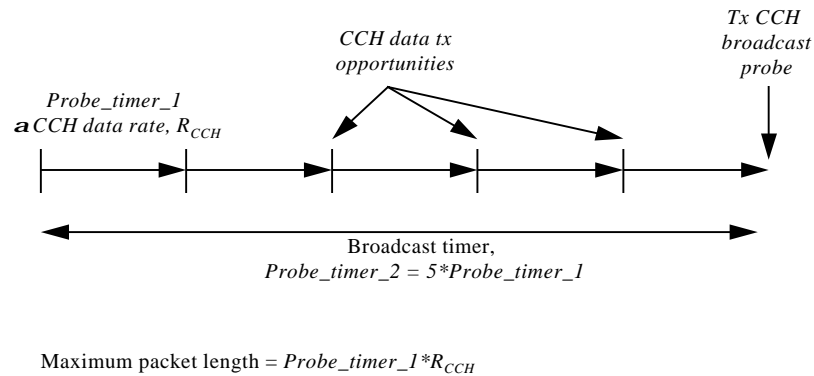 Tx CCH
broadcast
probe
CCH data tx
opportunities
Probe_timer_1
a CCH data rate, R_CCH
Broadcast timer,
Probe_timer_2 = 5*Probe_timer_1
Maximum packet length = Probe_timer_1*R_CCH